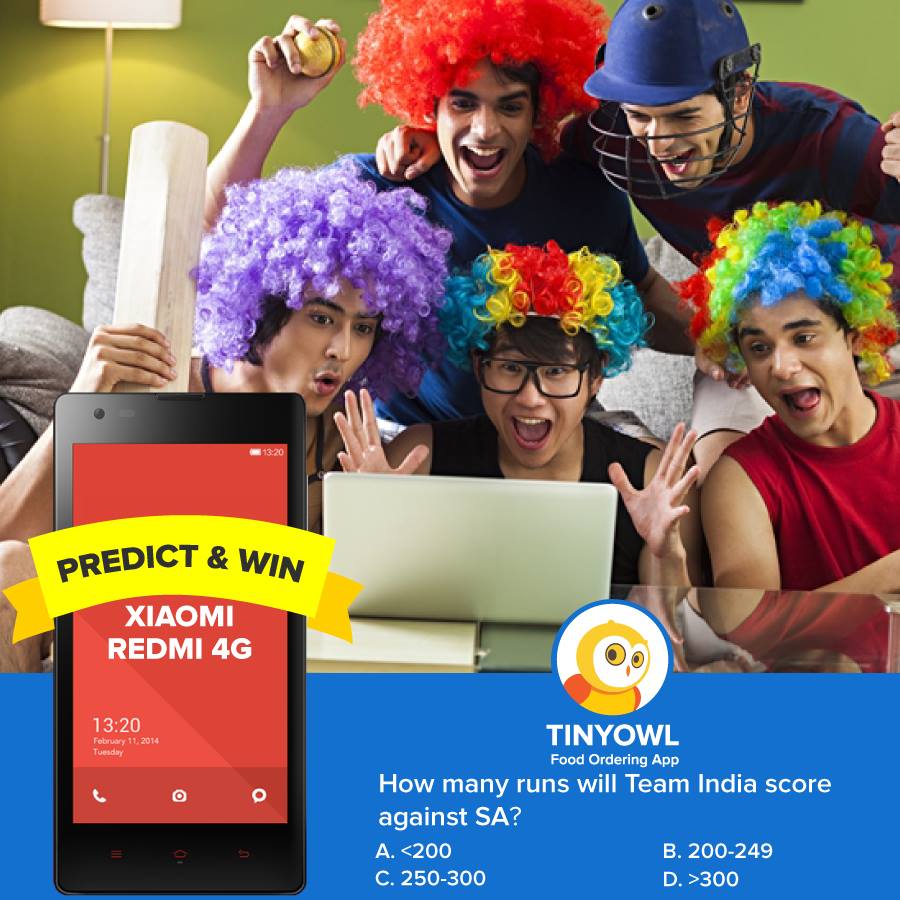 13:20
PREDICT & WIN
XIAOMI
REDMI 4G
13:20
February 11, 2014
Tuesday
TINYOWL
Food Ordering App
How many runs will Team India score
against SA?
A. <200
B. 200-249
C. 250-300
D. >300